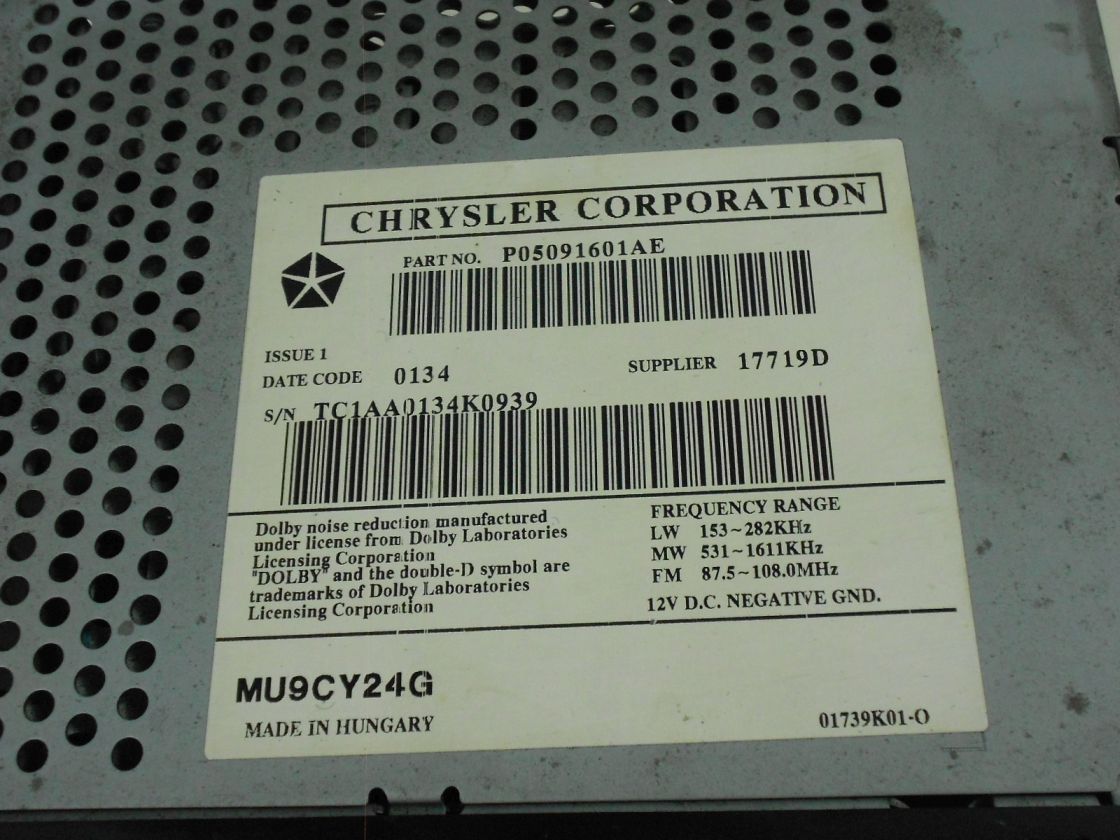 CHRYSLER CORPORATION
PART NO. P05091601AE
ISSUE 1
DATE CODE 0134 SUPPLIER 17719D
S/N TC1AA0134K0939
Dolby noise reduction manufactured
under license from Dolby Laboratories
Licensing Corporation
"DOLBY" and the double-D symbol are
trademarks of Dolby Laboratories
Licensing Corporation
FREQUENCY RANGE
LW 153~282KHz
MW 531~1611KHz
FM 87.5~108.0MHz
12V D.C. NEGATIVE GND.
MU9CY24G
MADE IN HUNGARY 01739K01-O